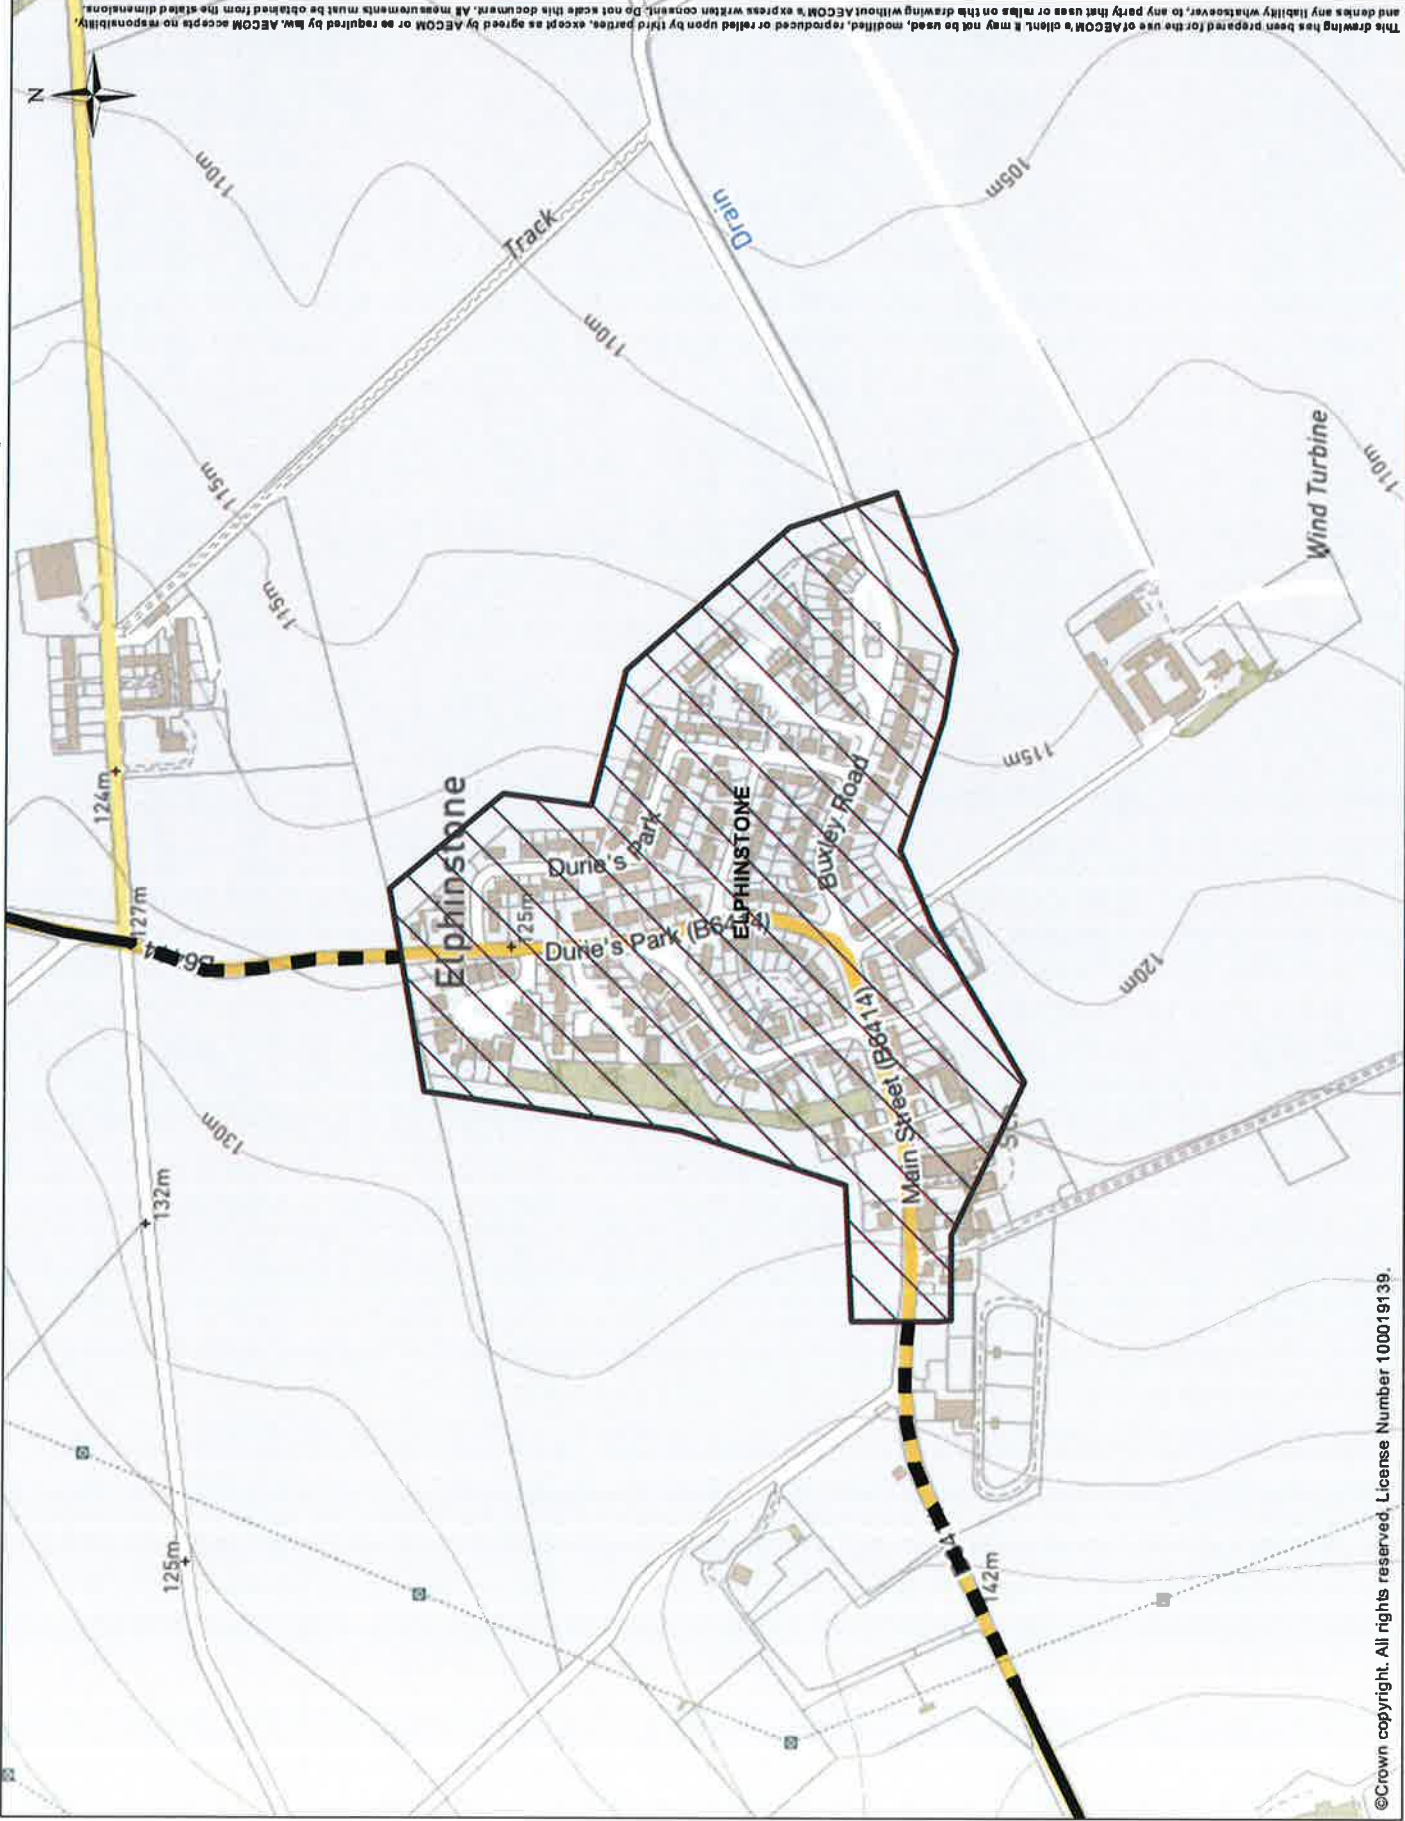 This drawing has been prepared for the use of AECOM's client. It may not be used, modified, reproduced or relied upon by third parties, except as agreed by AECOM or as required by law. AECOM accepts no responsibility,
and denies any liability whatsoever, to any party that uses or relies on this drawing without AECOM's express written consent. Do not scale this document. All measurements must be obtained from the stated dimensions.
N
110m
Track
Drain
105m
110m
115m
115m
Wind Turbine
110m
124m
Elphinstone
115m
127m
B6414
125m
Durie's Park
Durie's Park (B6414)
ELPHINSTONE
Buxley Road
120m
130m
132m
Main Street (B6414)
Sch
125m
142m
©Crown copyright. All rights reserved, License Number 100019139.